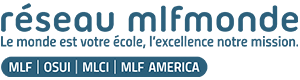 réseau mlfmonde
Le monde est votre école, l'excellence notre mission.
MLF | OSUI | MLCI | MLF AMERICA